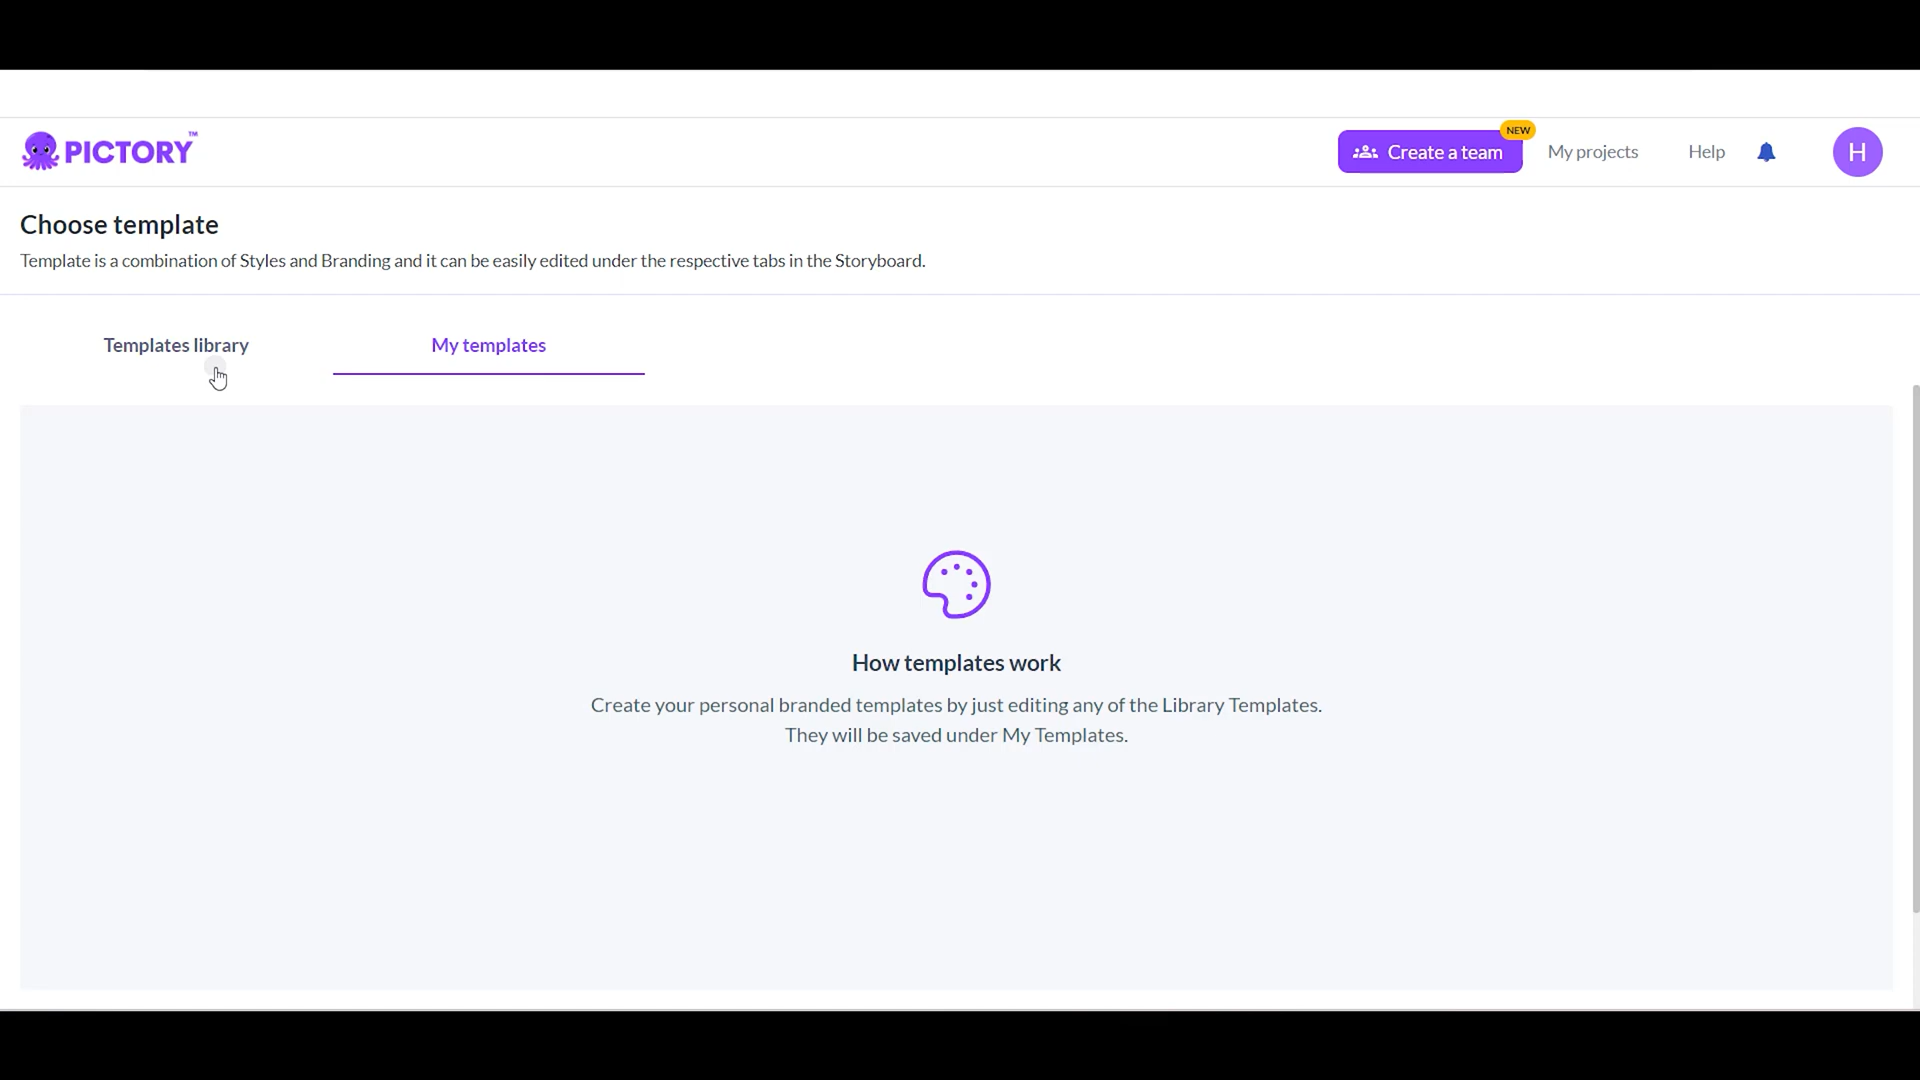 PICTORY™
NEW
Create a team
My projects
Help
H
Choose template
Template is a combination of Styles and Branding and it can be easily edited under the respective tabs in the Storyboard.
Templates library
My templates
How templates work
Create your personal branded templates by just editing any of the Library Templates.
They will be saved under My Templates.